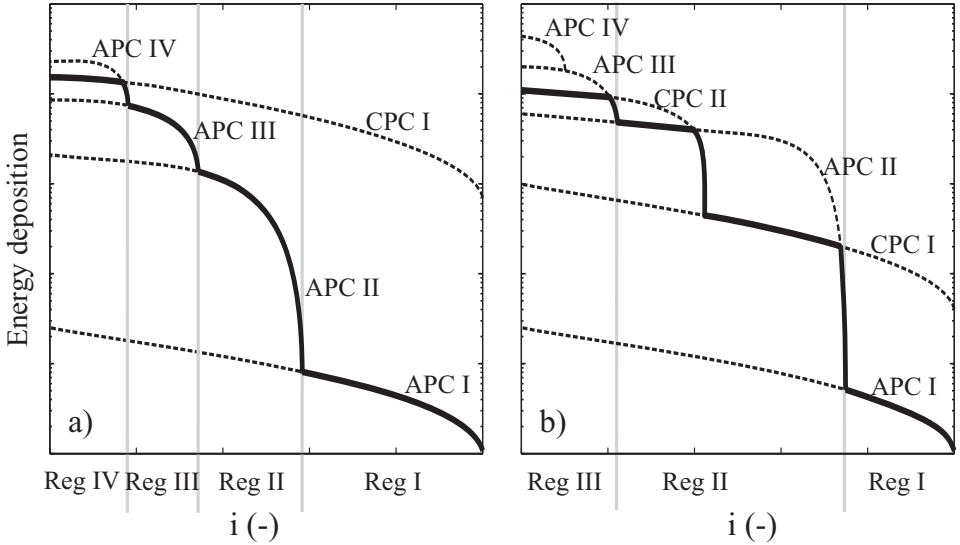 Energy deposition
APC IV
APC III
CPC I
APC II
APC I
a)
Reg IV
Reg III
Reg II
Reg I
i (-)
APC IV
APC III
CPC II
APC II
CPC I
APC I
b)
Reg III
Reg II
Reg I
i (-)